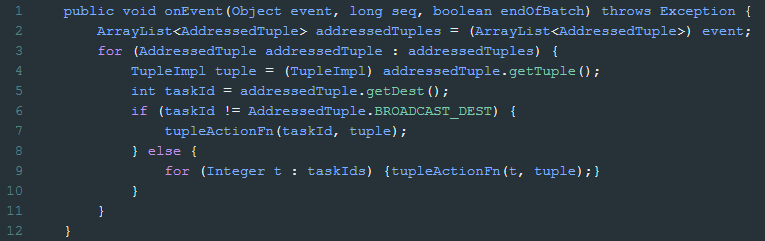 1 public void onEvent(Object event, long seq, boolean endOfBatch) throws Exception {
2 ArrayList<AddressedTuple> addressedTuples = (ArrayList<AddressedTuple>) event;
3 for (AddressedTuple addressedTuple : addressedTuples) {
4 TupleImpl tuple = (TupleImpl) addressedTuple.getTuple();
5 int taskId = addressedTuple.getDest();
6 if (taskId != AddressedTuple.BROADCAST_DEST) {
7 tupleActionFn(taskId, tuple);
8 } else {
9 for (Integer t : taskIds) {tupleActionFn(t, tuple);}
10 }
11 }
12 }